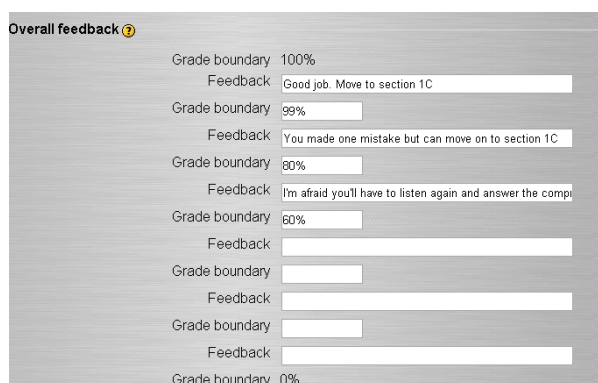 Overall feedback ?
Grade boundary 100%
Feedback Good job. Move to section 1C
Grade boundary 99%
Feedback You made one mistake but can move on to section 1C
Grade boundary 80%
Feedback I'm afraid you'll have to listen again and answer the
Grade boundary 60%
Feedback
Grade boundary
Feedback
Grade boundary
Feedback
Grade boundary 0%